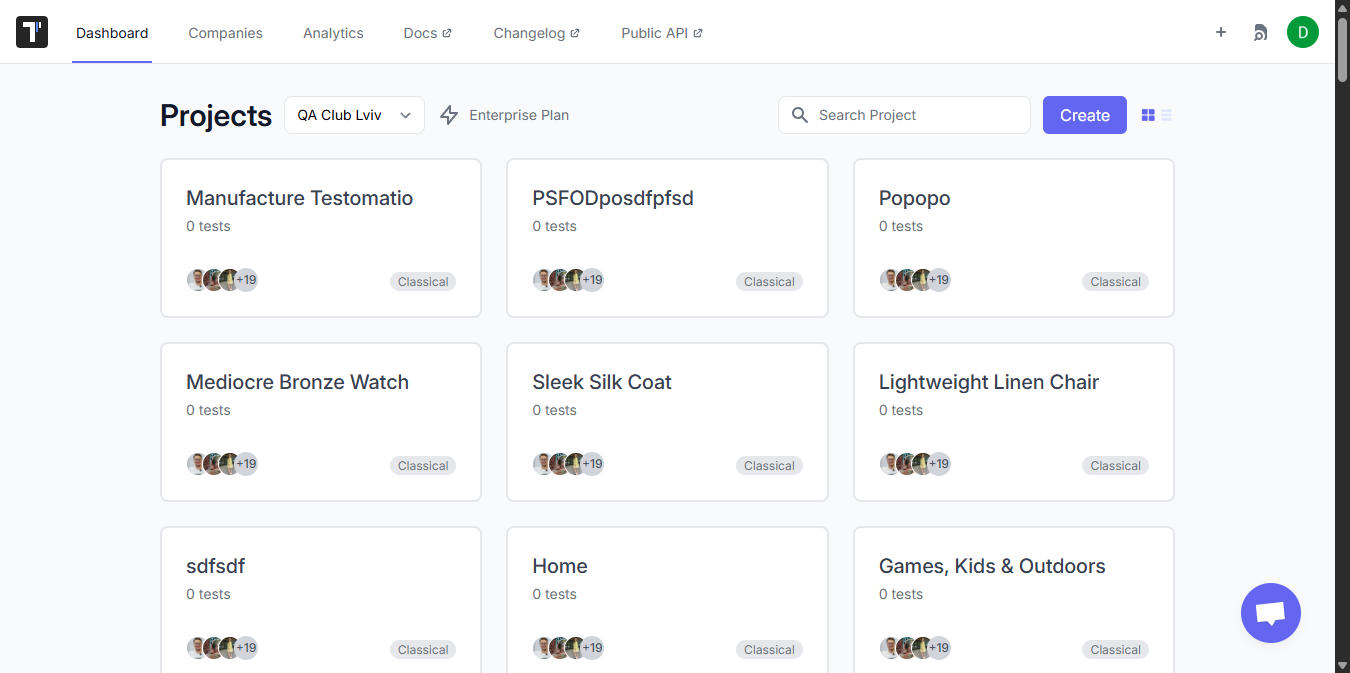 Dashboard Companies Analytics Docs Changelog Public API D
Projects QA Club Lviv Enterprise Plan Search Project Create
Manufacture Testomatio PSFODposdfpfsd Popopo
0 tests 0 tests 0 tests
+19 Classical +19 Classical +19 Classical
Mediocre Bronze Watch Sleek Silk Coat Lightweight Linen Chair
0 tests 0 tests 0 tests
+19 Classical +19 Classical +19 Classical
sdfsdf Home Games, Kids & Outdoors
0 tests 0 tests 0 tests
+19 Classical +19 Classical +19 Classical